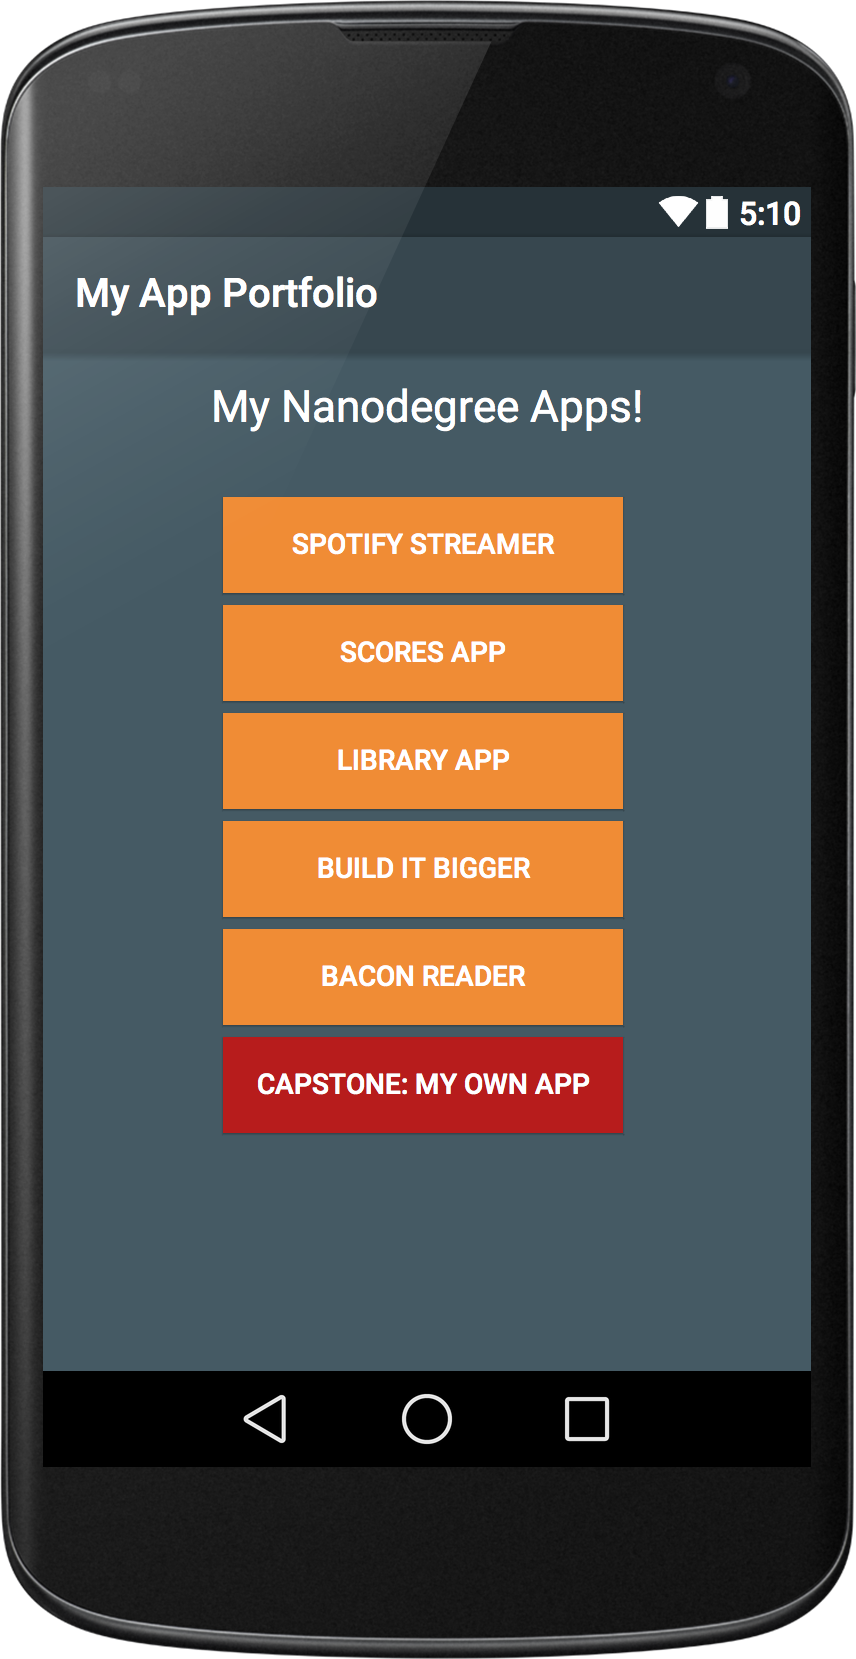 5:10
My App Portfolio
My Nanodegree Apps!
SPOTIFY STREAMER
SCORES APP
LIBRARY APP
BUILD IT BIGGER
BACON READER
CAPSTONE: MY OWN APP